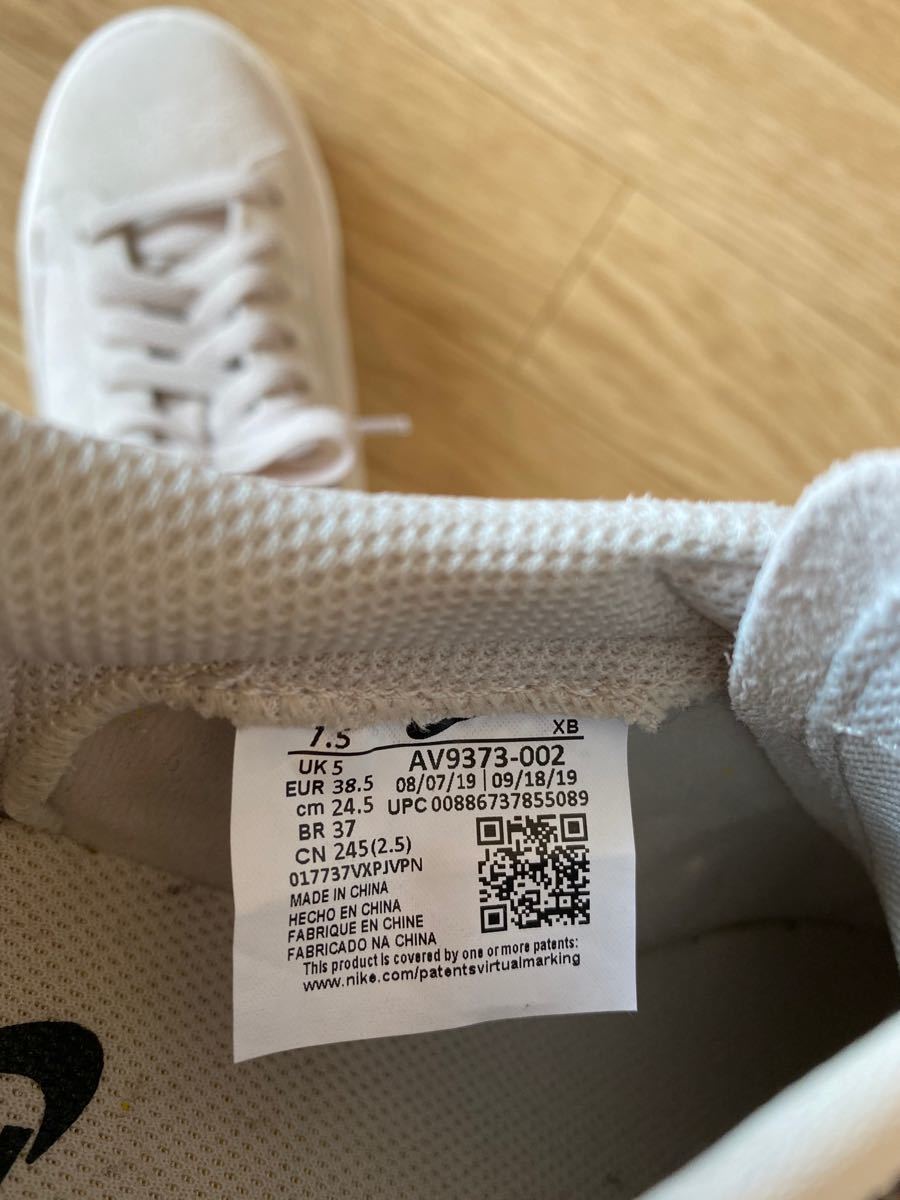 7.5 XB
UK 5 AV9373-002
EUR 38.5 08/07/19 | 09/18/19
cm 24.5 UPC 00886737855089
BR 37
CN 245(2.5)
017737VXPJVPN
MADE IN CHINA
HECHO EN CHINA
FABRIQUE EN CHINE
FABRICADO NA CHINA
This product is covered by one or more patents:
www.nike.com/patentsvirtualmarking